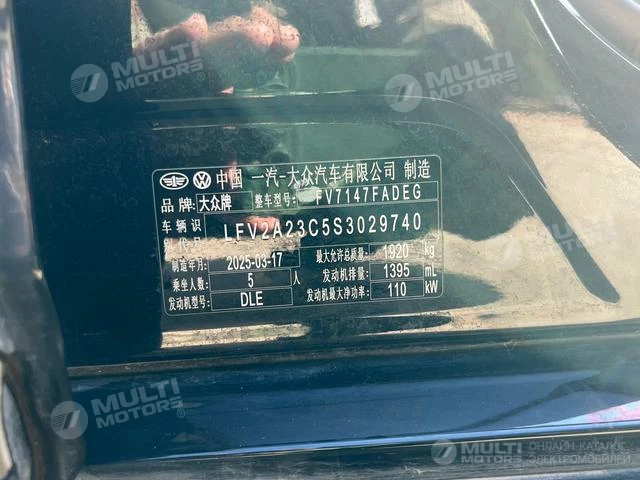 MULTI MOTORS®
MULTI MOTORS®
中国 一汽-大众汽车有限公司 制造
品牌: 大众牌 整车型号: FV7147FADEG
车辆识别代号 LFV2A23C5S3029740
制造年月: 2025-03-17 最大允许总质量: 1920 kg
乘坐人数: 5 人 发动机排量: 1395 mL
发动机型号: DLE 发动机最大净功率: 110 kW
MULTI MOTORS®
MULTI MOTORS® ОНЛАЙН-КАТАЛОГ ЭЛЕКТРОМОБИЛЕЙ